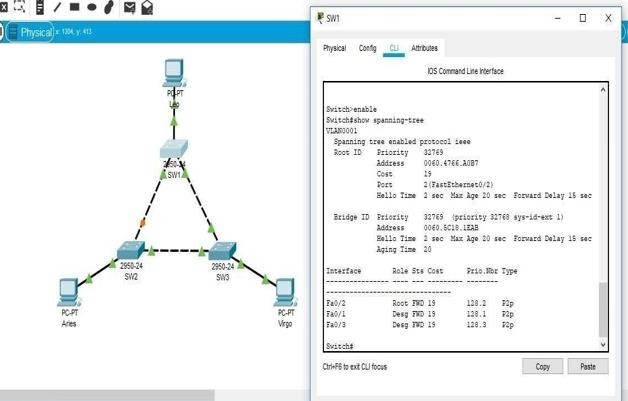 Physical x: 1304, y: 413
PC-PT
Leo
2950-24
SW1
2950-24
SW2
2950-24
SW3
PC-PT
Aries
PC-PT
Virgo
SW1
Physical Config CLI Attributes
IOS Command Line Interface
Switch>enable
Switch#show spanning-tree
VLAN0001
Spanning tree enabled protocol ieee
Root ID Priority 32769
Address 0060.4766.A0B7
Cost 19
Port 2(FastEthernet0/2)
Hello Time 2 sec Max Age 20 sec Forward Delay 15 sec
Bridge ID Priority 32769 (priority 32768 sys-id-ext 1)
Address 0060.5C18.1EAB
Hello Time 2 sec Max Age 20 sec Forward Delay 15 sec
Aging Time 20
Interface Role Sts Cost Prio.Nbr Type
---------------- ---- --- --------- -------- --------------------------------
Fa0/2 Root FWD 19 128.2 P2p
Fa0/1 Desg FWD 19 128.1 P2p
Fa0/3 Desg FWD 19 128.3 P2p
Switch#
Ctrl+F6 to exit CLI focus
Copy Paste